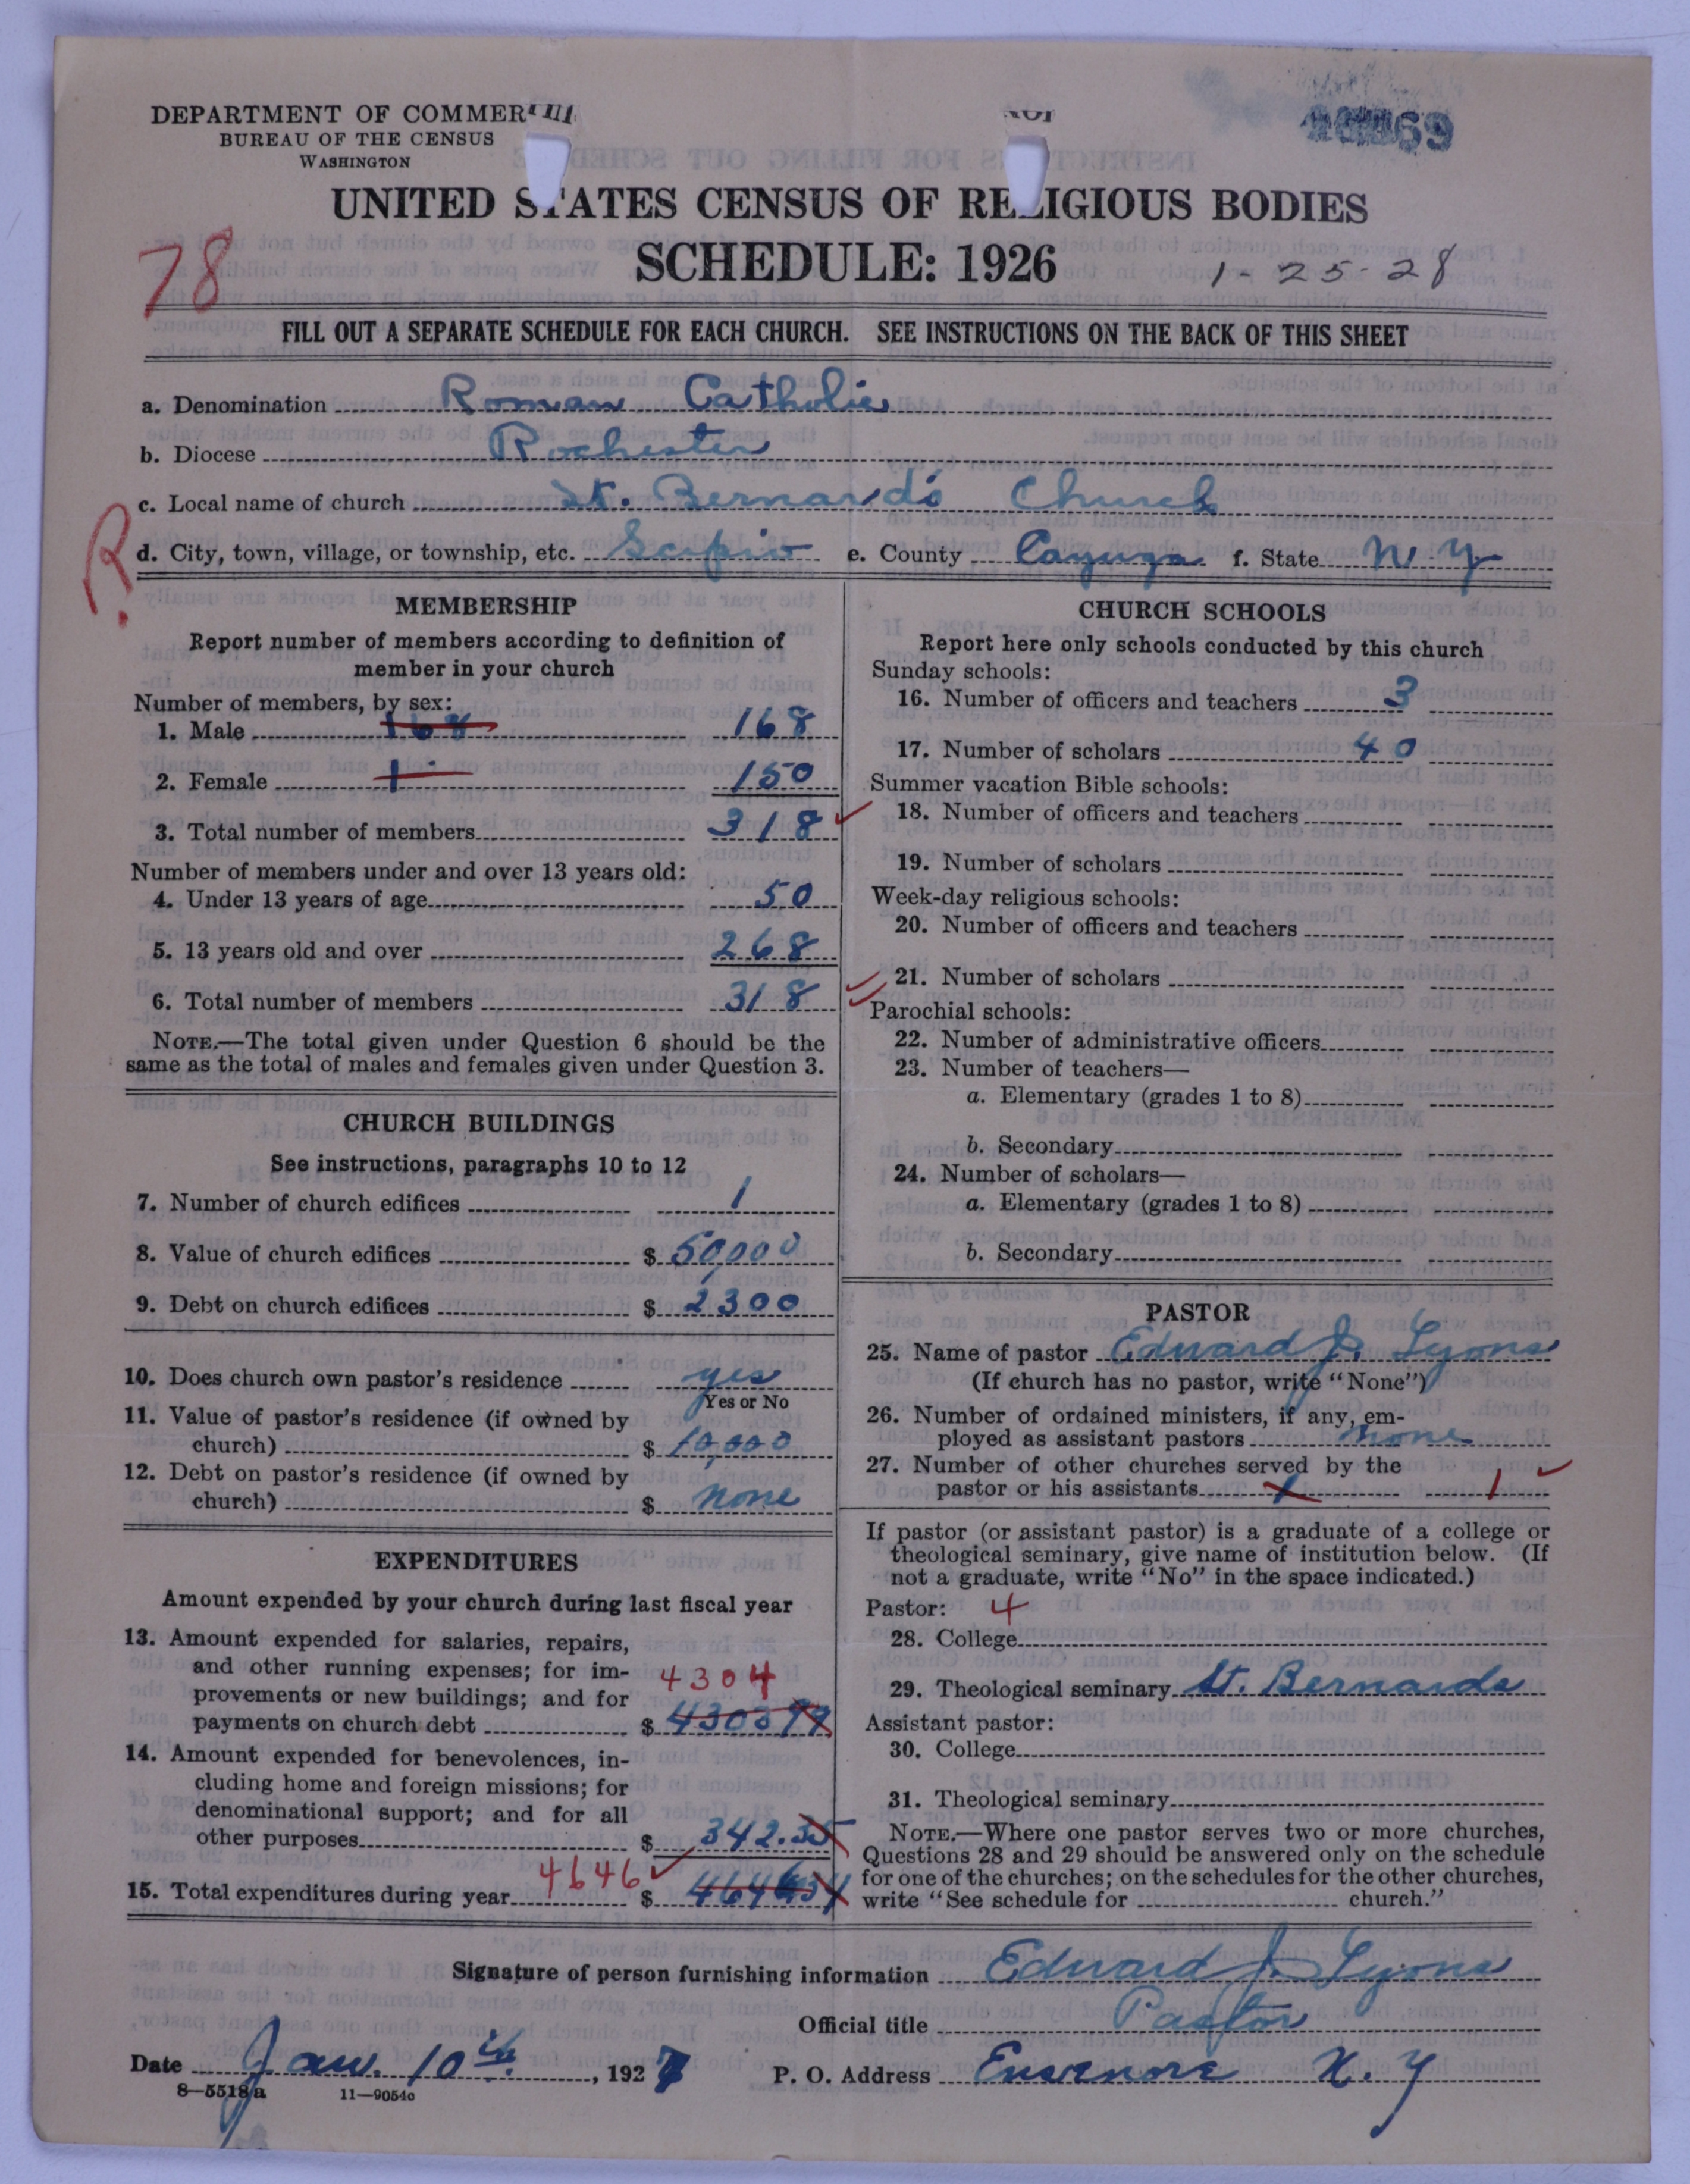 DEPARTMENT OF COMMER
BUREAU OF THE CENSUS
WASHINGTON
UNITED STATES CENSUS OF RELIGIOUS BODIES
SCHEDULE: 1926
78
1-25-28
FILL OUT A SEPARATE SCHEDULE FOR EACH CHURCH. SEE INSTRUCTIONS ON THE BACK OF THIS SHEET
a. Denomination Roman Catholic
b. Diocese Rochester
c. Local name of church St. Bernard's Church
R
d. City, town, village, or township, etc. Scipio e. County Cayuga f. State N.Y
MEMBERSHIP
Report number of members according to definition of
member in your church
Number of members, by sex:
1. Male 168 168
2. Female 1 150
3. Total number of members 318
Number of members under and over 13 years old:
4. Under 13 years of age 50
5. 13 years old and over 268
6. Total number of members 318
NOTE.—The total given under Question 6 should be the
same as the total of males and females given under Question 3.
CHURCH BUILDINGS
See instructions, paragraphs 10 to 12
7. Number of church edifices 1
8. Value of church edifices $ 50,000
9. Debt on church edifices $ 2300
10. Does church own pastor's residence yes
Yes or No
11. Value of pastor's residence (if owned by
church) $ 10,000
12. Debt on pastor's residence (if owned by
church) $ none
EXPENDITURES
Amount expended by your church during last fiscal year
13. Amount expended for salaries, repairs,
and other running expenses; for im-
4304
provements or new buildings; and for
payments on church debt $ 430399
14. Amount expended for benevolences, in-
cluding home and foreign missions; for
denominational support; and for all
other purposes $ 342.35
4646
15. Total expenditures during year $
CHURCH SCHOOLS
Report here only schools conducted by this church
Sunday schools:
16. Number of officers and teachers 3
17. Number of scholars 40
Summer vacation Bible schools:
18. Number of officers and teachers
19. Number of scholars
Week-day religious schools:
20. Number of officers and teachers
21. Number of scholars
Parochial schools:
22. Number of administrative officers
23. Number of teachers—
a. Elementary (grades 1 to 8)
b. Secondary
24. Number of scholars—
a. Elementary (grades 1 to 8)
b. Secondary
PASTOR
25. Name of pastor Edward J. Lyons
(If church has no pastor, write "None")
26. Number of ordained ministers, if any, em-
ployed as assistant pastors none
27. Number of other churches served by the
pastor or his assistants 1 1
If pastor (or assistant pastor) is a graduate of a college or
theological seminary, give name of institution below. (If
not a graduate, write "No" in the space indicated.)
Pastor: 4
28. College
29. Theological seminary St. Bernards
Assistant pastor:
30. College
31. Theological seminary
NOTE.—Where one pastor serves two or more churches,
Questions 28 and 29 should be answered only on the schedule
for one of the churches; on the schedules for the other churches,
write "See schedule for church."
Signature of person furnishing information Edward J. Lyons
Official title Pastor
Date Jan. 10th, 1927 P. O. Address N. Y
8—5518a 11—9054c